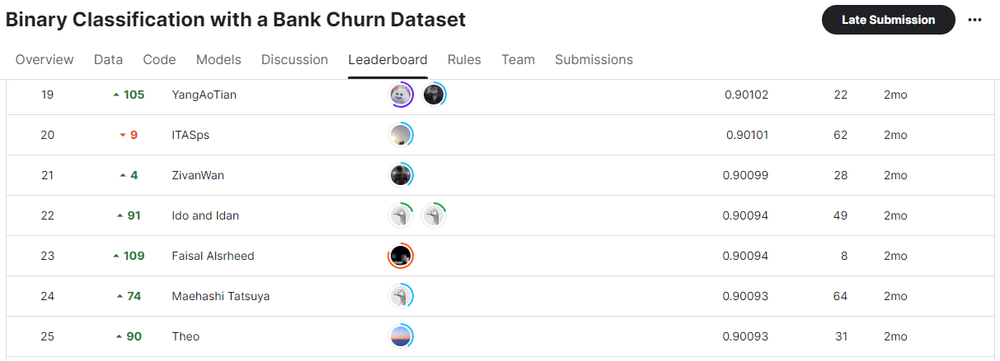 Binary Classification with a Bank Churn Dataset
Late Submission
Overview Data Code Models Discussion Leaderboard Rules Team Submissions
19 105 YangAoTian 0.90102 22 2mo
20 9 ITASps 0.90101 62 2mo
21 4 ZivanWan 0.90099 28 2mo
22 91 Ido and Idan 0.90094 49 2mo
23 109 Faisal Alsrheed 0.90094 8 2mo
24 74 Maehashi Tatsuya 0.90093 64 2mo
25 90 Theo 0.90093 31 2mo